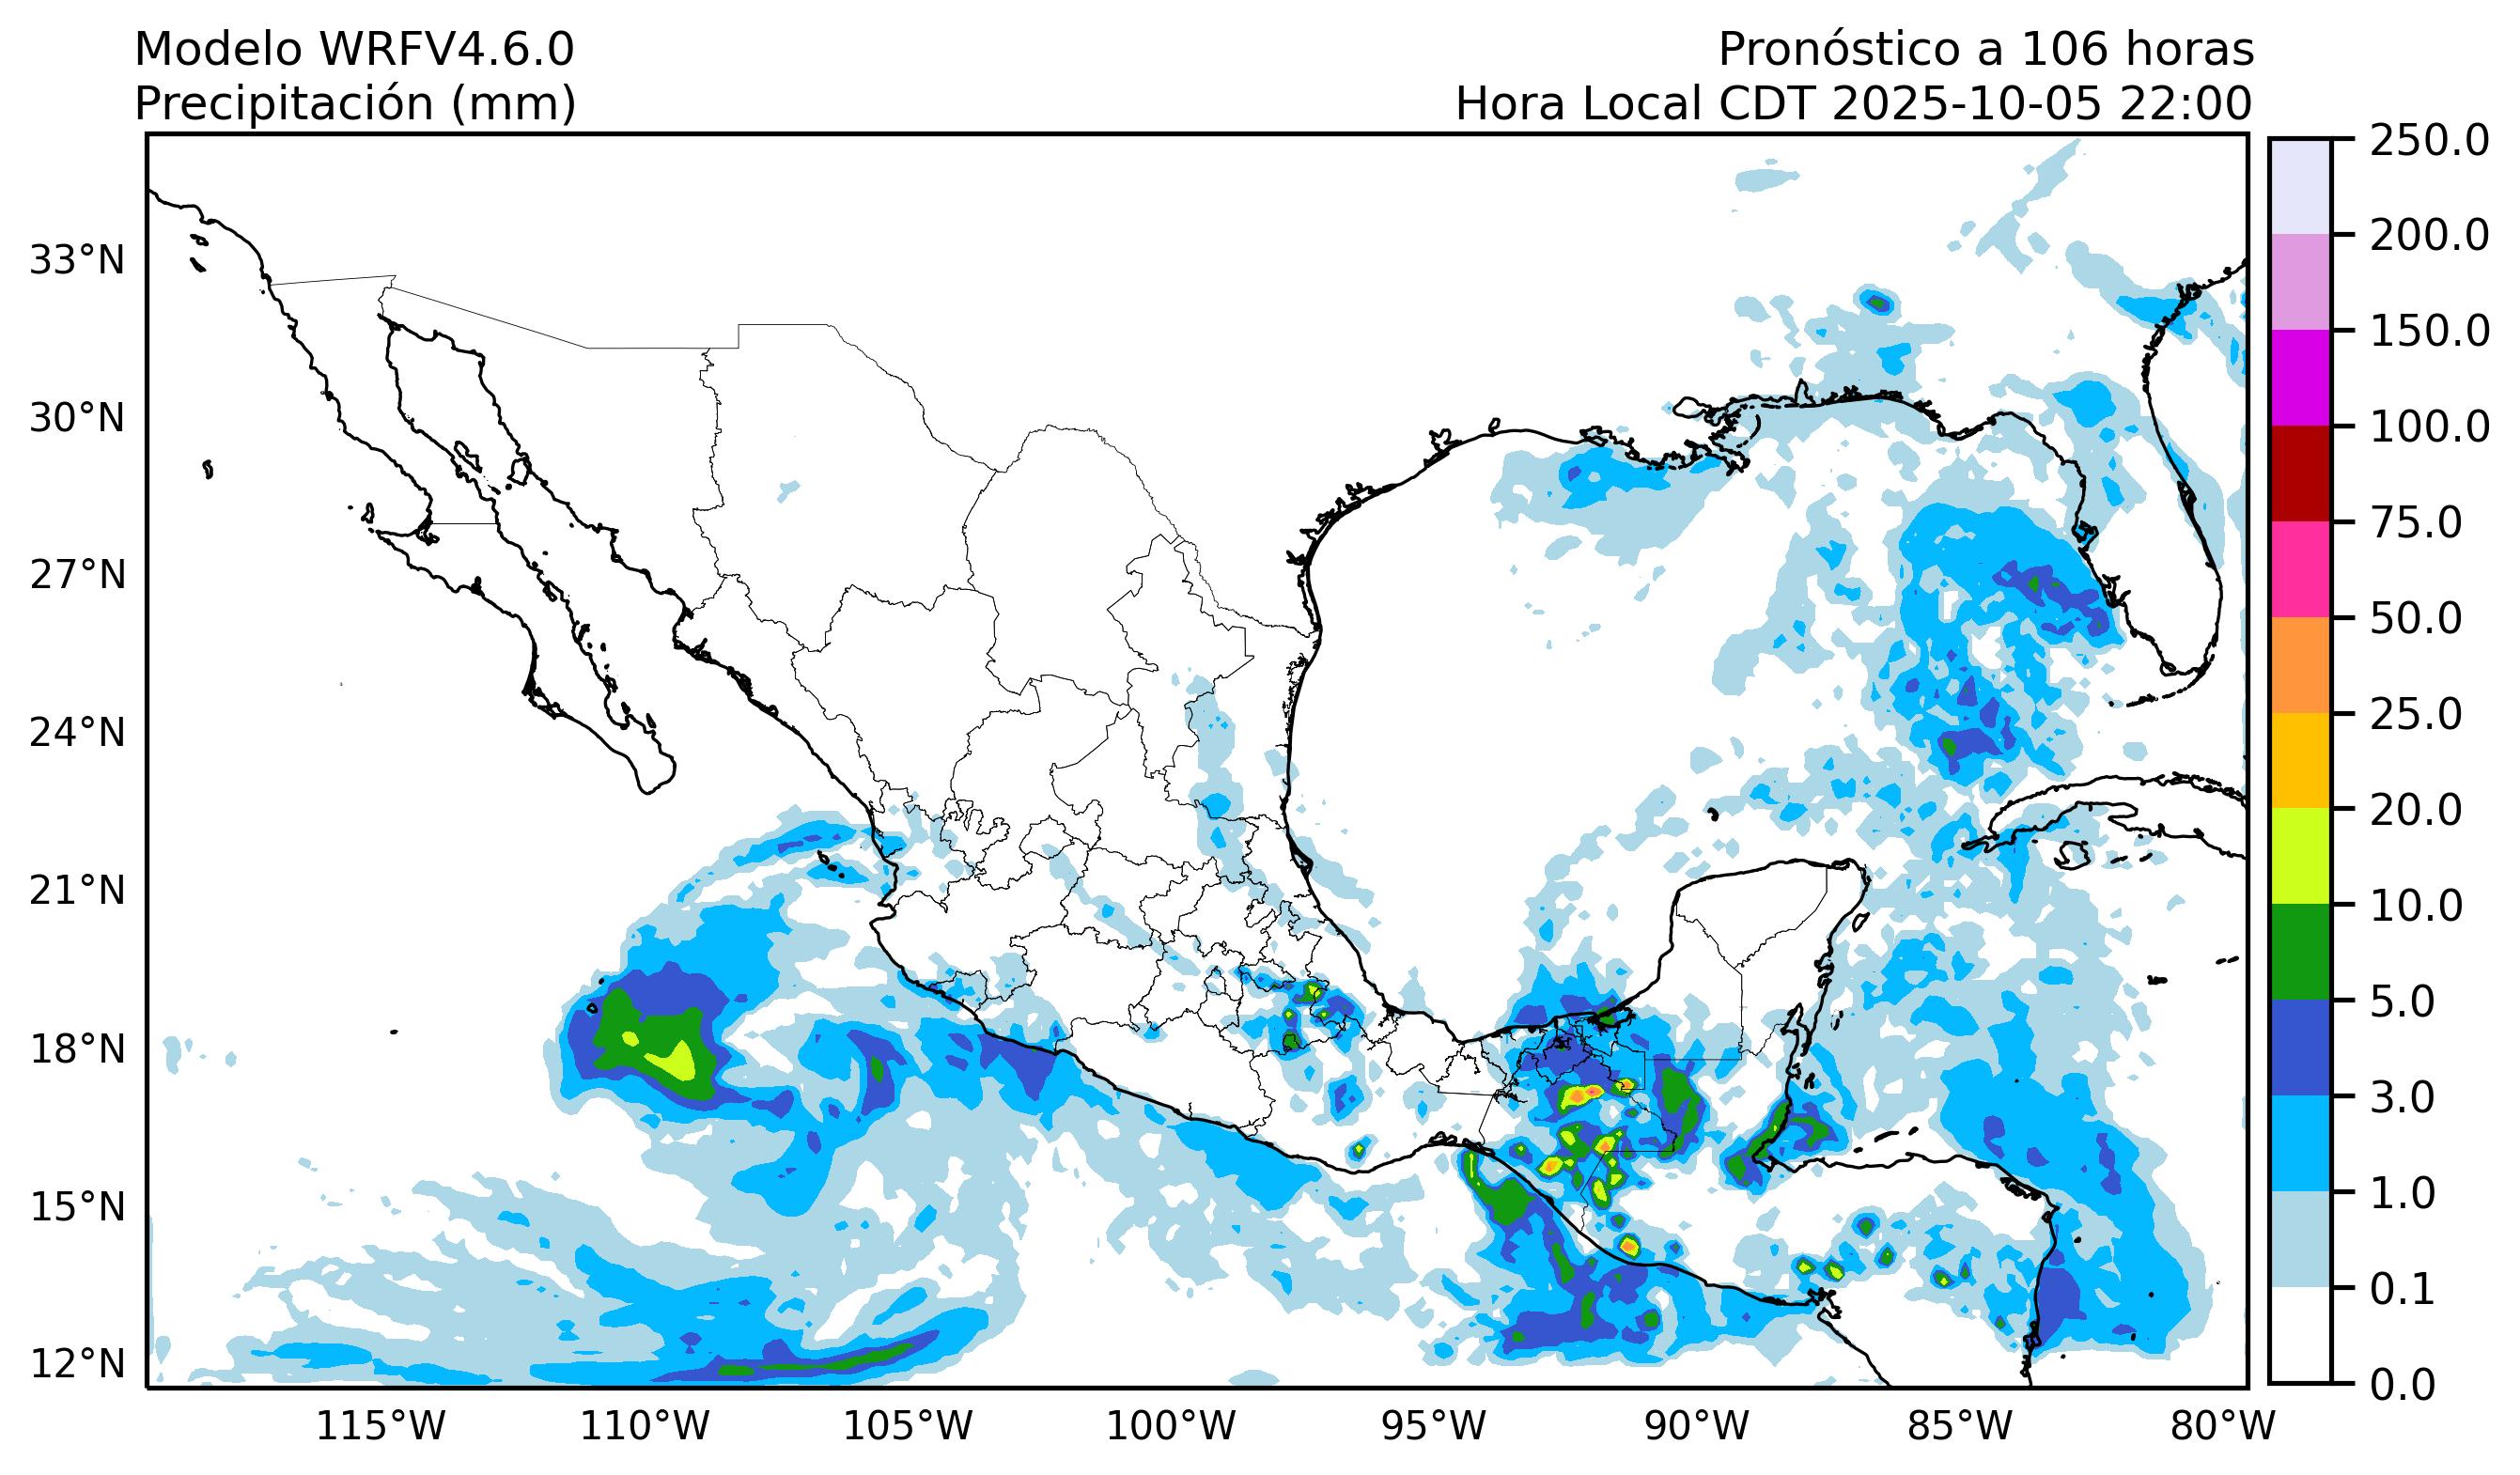 Modelo WRFV4.6.0
Precipitación (mm)
Pronóstico a 106 horas
Hora Local CDT 2025-10-05 22:00
33°N
30°N
27°N
24°N
21°N
18°N
15°N
12°N
115°W
110°W
105°W
100°W
95°W
90°W
85°W
80°W
250.0
200.0
150.0
100.0
75.0
50.0
25.0
20.0
10.0
5.0
3.0
1.0
0.1
0.0